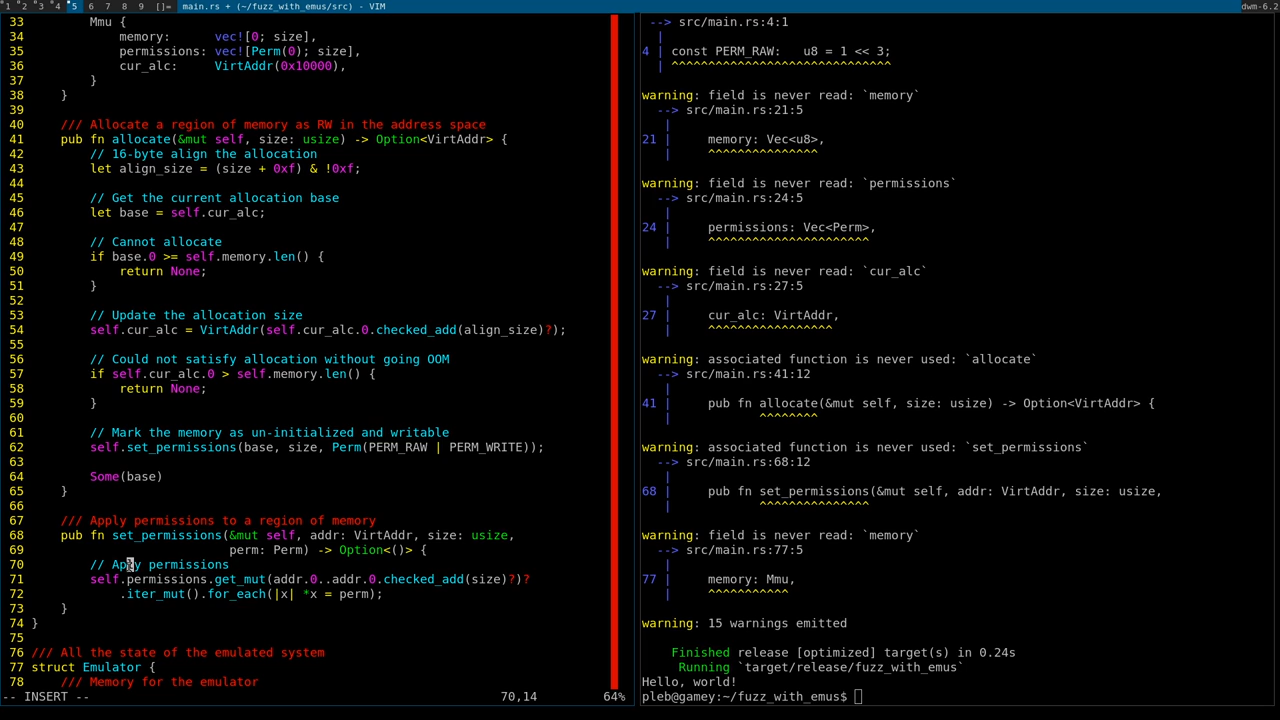 1 2 3 4 5 6 7 8 9 []= main.rs + (~/fuzz_with_emus/src) - VIM dwm-6.2
33         Mmu {
34             memory:      vec![0; size],
35             permissions: vec![Perm(0); size],
36             cur_alc:     VirtAddr(0x10000),
37         }
38     }
39
40     /// Allocate a region of memory as RW in the address space
41     pub fn allocate(&mut self, size: usize) -> Option<VirtAddr> {
42         // 16-byte align the allocation
43         let align_size = (size + 0xf) & !0xf;
44
45         // Get the current allocation base
46         let base = self.cur_alc;
47
48         // Cannot allocate
49         if base.0 >= self.memory.len() {
50             return None;
51         }
52
53         // Update the allocation size
54         self.cur_alc = VirtAddr(self.cur_alc.0.checked_add(align_size)?);
55
56         // Could not satisfy allocation without going OOM
57         if self.cur_alc.0 > self.memory.len() {
58             return None;
59         }
60
61         // Mark the memory as un-initialized and writable
62         self.set_permissions(base, size, Perm(PERM_RAW | PERM_WRITE));
63
64         Some(base)
65     }
66
67     /// Apply permissions to a region of memory
68     pub fn set_permissions(&mut self, addr: VirtAddr, size: usize,
69                            perm: Perm) -> Option<()> {
70         // Apply permissions
71         self.permissions.get_mut(addr.0..addr.0.checked_add(size)?)?
72             .iter_mut().for_each(|x| *x = perm);
73     }
74 }
75
76 /// All the state of the emulated system
77 struct Emulator {
78     /// Memory for the emulator
-- INSERT -- 70,14 64%
 --> src/main.rs:4:1
  |
4 | const PERM_RAW:   u8 = 1 << 3;
  | ^^^^^^^^^^^^^^^^^^^^^^^^^^^^^^

warning: field is never read: `memory`
  --> src/main.rs:21:5
   |
21 |     memory: Vec<u8>,
   |     ^^^^^^^^^^^^^^^

warning: field is never read: `permissions`
  --> src/main.rs:24:5
   |
24 |     permissions: Vec<Perm>,
   |     ^^^^^^^^^^^^^^^^^^^^^^

warning: field is never read: `cur_alc`
  --> src/main.rs:27:5
   |
27 |     cur_alc: VirtAddr,
   |     ^^^^^^^^^^^^^^^^^

warning: associated function is never used: `allocate`
  --> src/main.rs:41:12
   |
41 |     pub fn allocate(&mut self, size: usize) -> Option<VirtAddr> {
   |            ^^^^^^^^

warning: associated function is never used: `set_permissions`
  --> src/main.rs:68:12
   |
68 |     pub fn set_permissions(&mut self, addr: VirtAddr, size: usize,
   |            ^^^^^^^^^^^^^^^

warning: field is never read: `memory`
  --> src/main.rs:77:5
   |
77 |     memory: Mmu,
   |     ^^^^^^^^^^^

warning: 15 warnings emitted

    Finished release [optimized] target(s) in 0.24s
     Running `target/release/fuzz_with_emus`
Hello, world!
pleb@gamey:~/fuzz_with_emus$